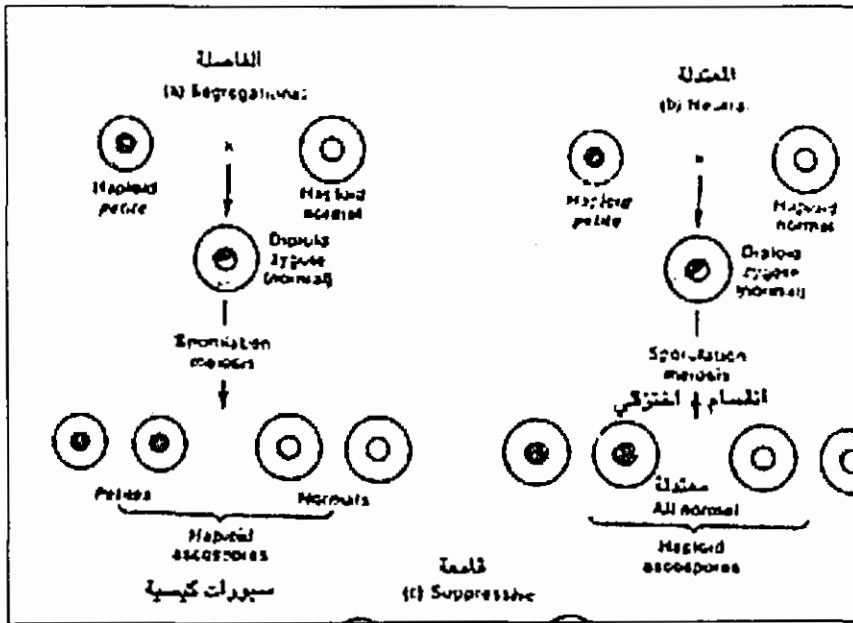 الفاصلة
(a) Segregational
Haploid
petite
x
Haploid
normal
Diploid
zygote
(normal)
Sporulation
meiosis
Petites
Normals
Haploid
ascospores
سبورات كيسية
المعتدلة
(b) Neutral
Haploid
petite
x
Haploid
normal
Diploid
zygote
(normal)
Sporulation
meiosis
انقسام اختزالي
معتدلة
All normal
Haploid
ascospores
قامعة
(c) Suppressive